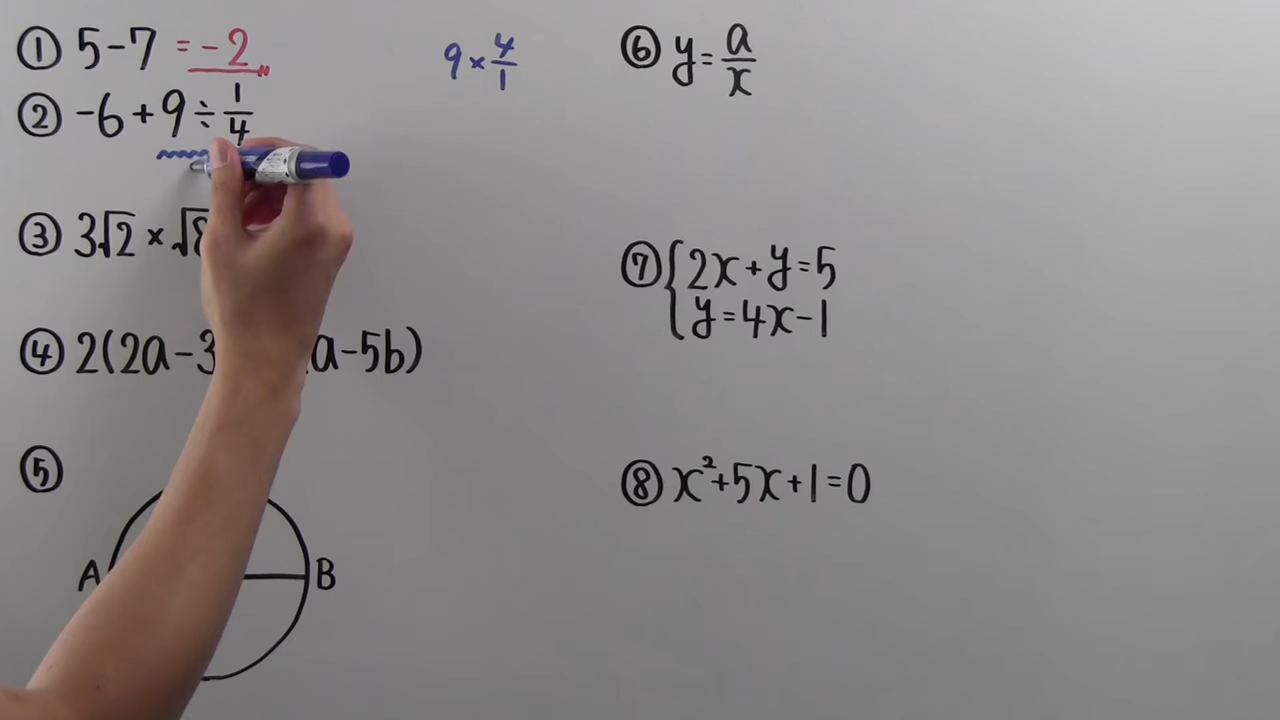 ① 5-7 = -2
② -6+9÷1/4
9×4/1
③ 3√2×√8
④ 2(2a-3 a-5b)
⑤
A B
⑥ y=a/x
⑦ {2x+y=5
y=4x-1
⑧ x²+5x+1=0